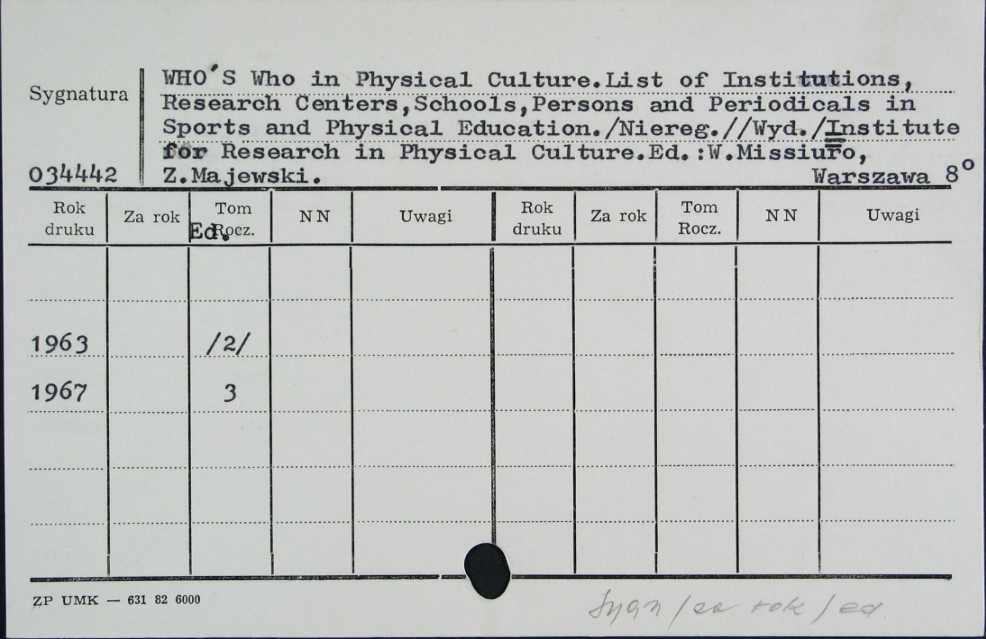 Sygnatura
034442
WHO'S Who in Physical Culture.List of Institutions,
Research Centers,Schools,Persons and Periodicals in
Sports and Physical Education./Niereg.//Wyd./Institute
for Research in Physical Culture.Ed.:W.Missiuro,
Z.Majewski. Warszawa 8°
Rok druku Za rok Tom Rocz. Ed. NN Uwagi Rok druku Za rok Tom Rocz. NN Uwagi
1963 /2/
1967 3
ZP UMK — 631 82 6000
Sygn/za rok/ed